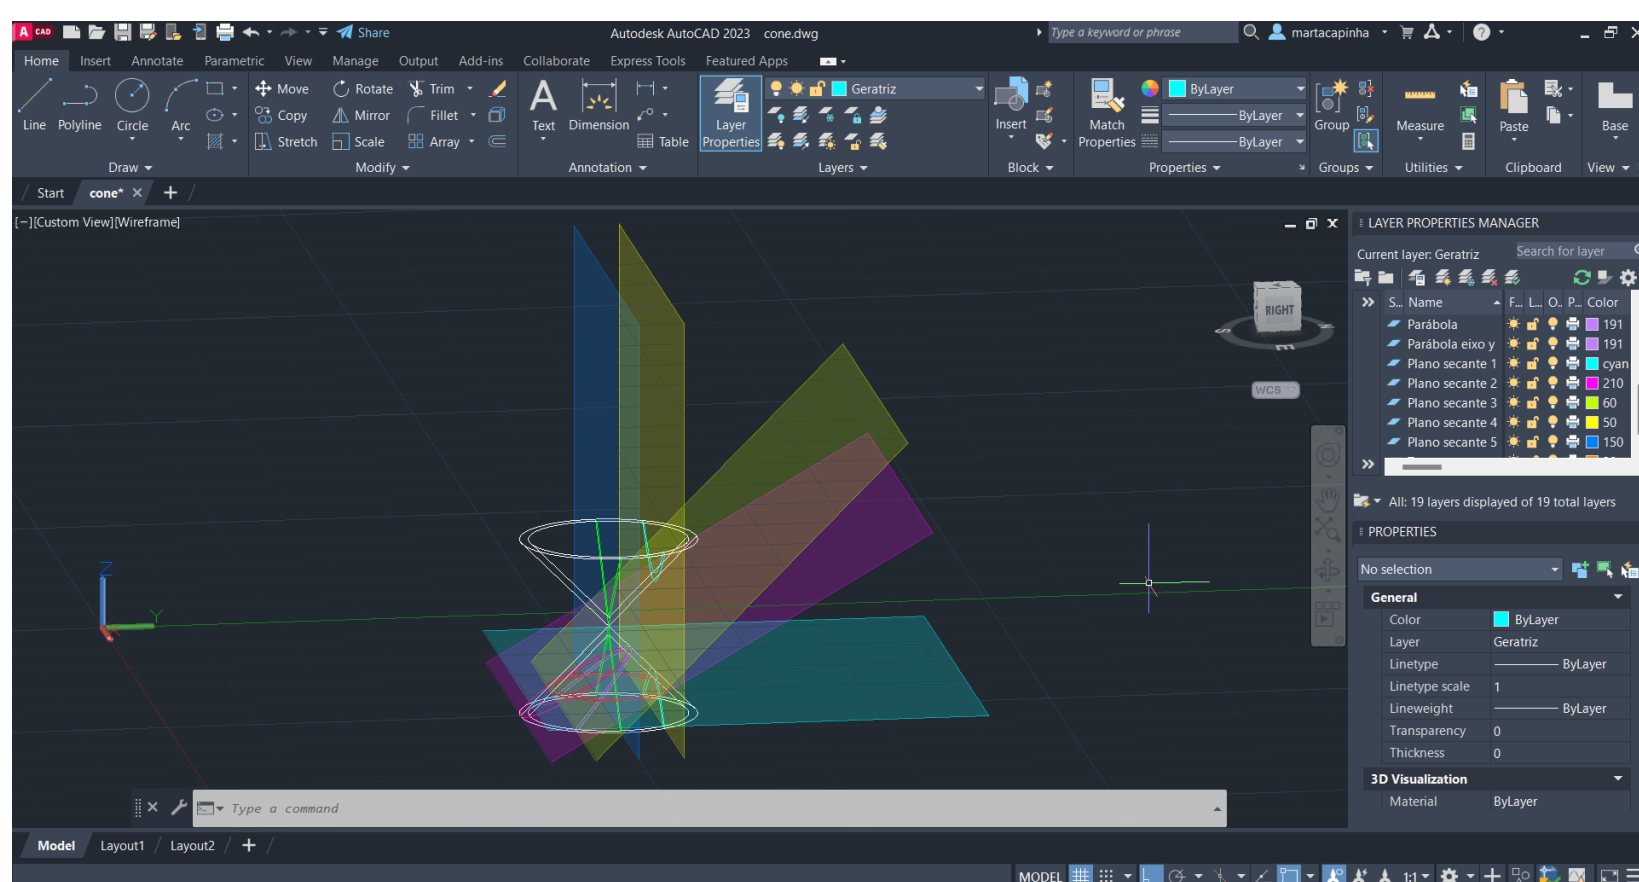 A CAD Share Autodesk AutoCAD 2023 cone.dwg Type a keyword or phrase martacapinha
Home Insert Annotate Parametric View Manage Output Add-ins Collaborate Express Tools Featured Apps
Line Polyline Circle Arc
Draw
Move Rotate Trim
Copy Mirror Fillet
Stretch Scale Array
Modify
Text Dimension Table
Annotation
Layer Properties
Geratriz
Layers
Insert
Block
Match Properties
ByLayer
ByLayer
ByLayer
Properties
Group
Groups
Measure
Utilities
Paste
Clipboard
Base
View
Start cone*
[−][Custom View][Wireframe]
RIGHT
S
N
E
WCS
Z
Y
LAYER PROPERTIES MANAGER
Current layer: Geratriz Search for layer
S.. Name F... L... O.. P... Color
Parábola 191
Parábola eixo y 191
Plano secante 1 cyan
Plano secante 2 210
Plano secante 3 60
Plano secante 4 50
Plano secante 5 150
All: 19 layers displayed of 19 total layers
PROPERTIES
No selection
General
Color ByLayer
Layer Geratriz
Linetype ByLayer
Linetype scale 1
Lineweight ByLayer
Transparency 0
Thickness 0
3D Visualization
Material ByLayer
Type a command
Model Layout1 Layout2
MODEL 1:1